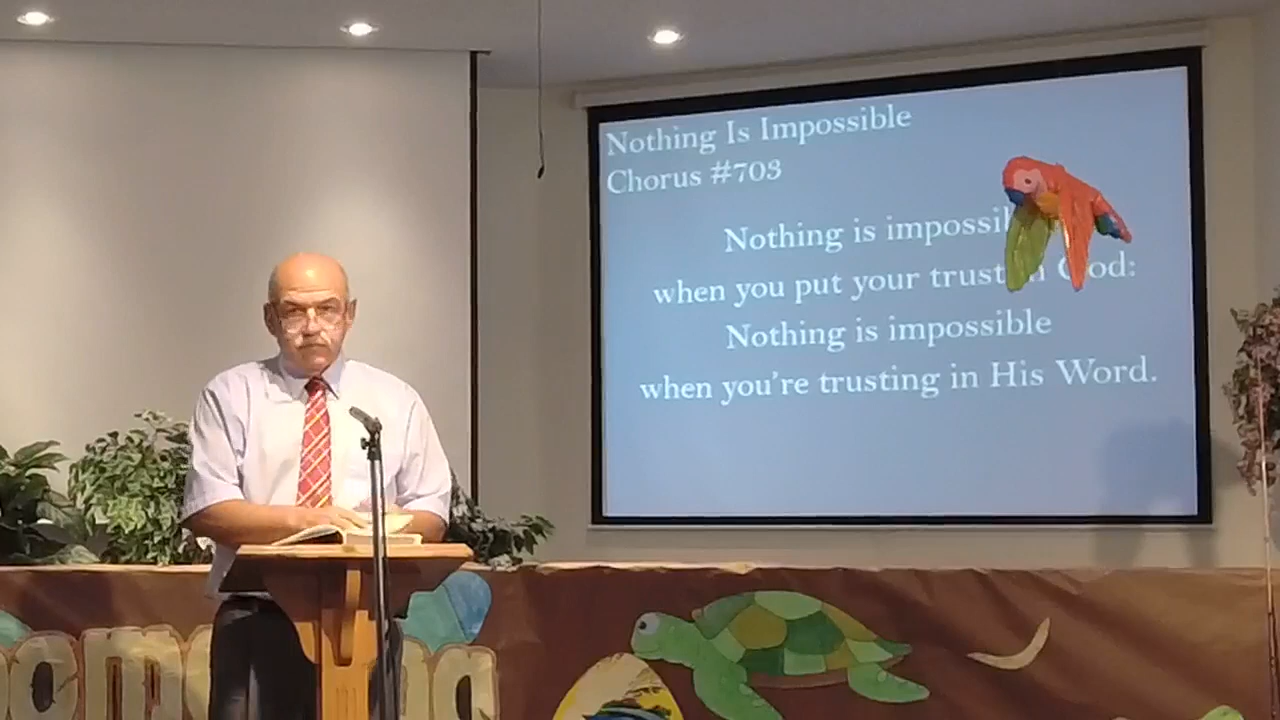 Nothing Is Impossible
Chorus #703
Nothing is
when you put your trust
Nothing is impossible
when you're trusting in His Word.